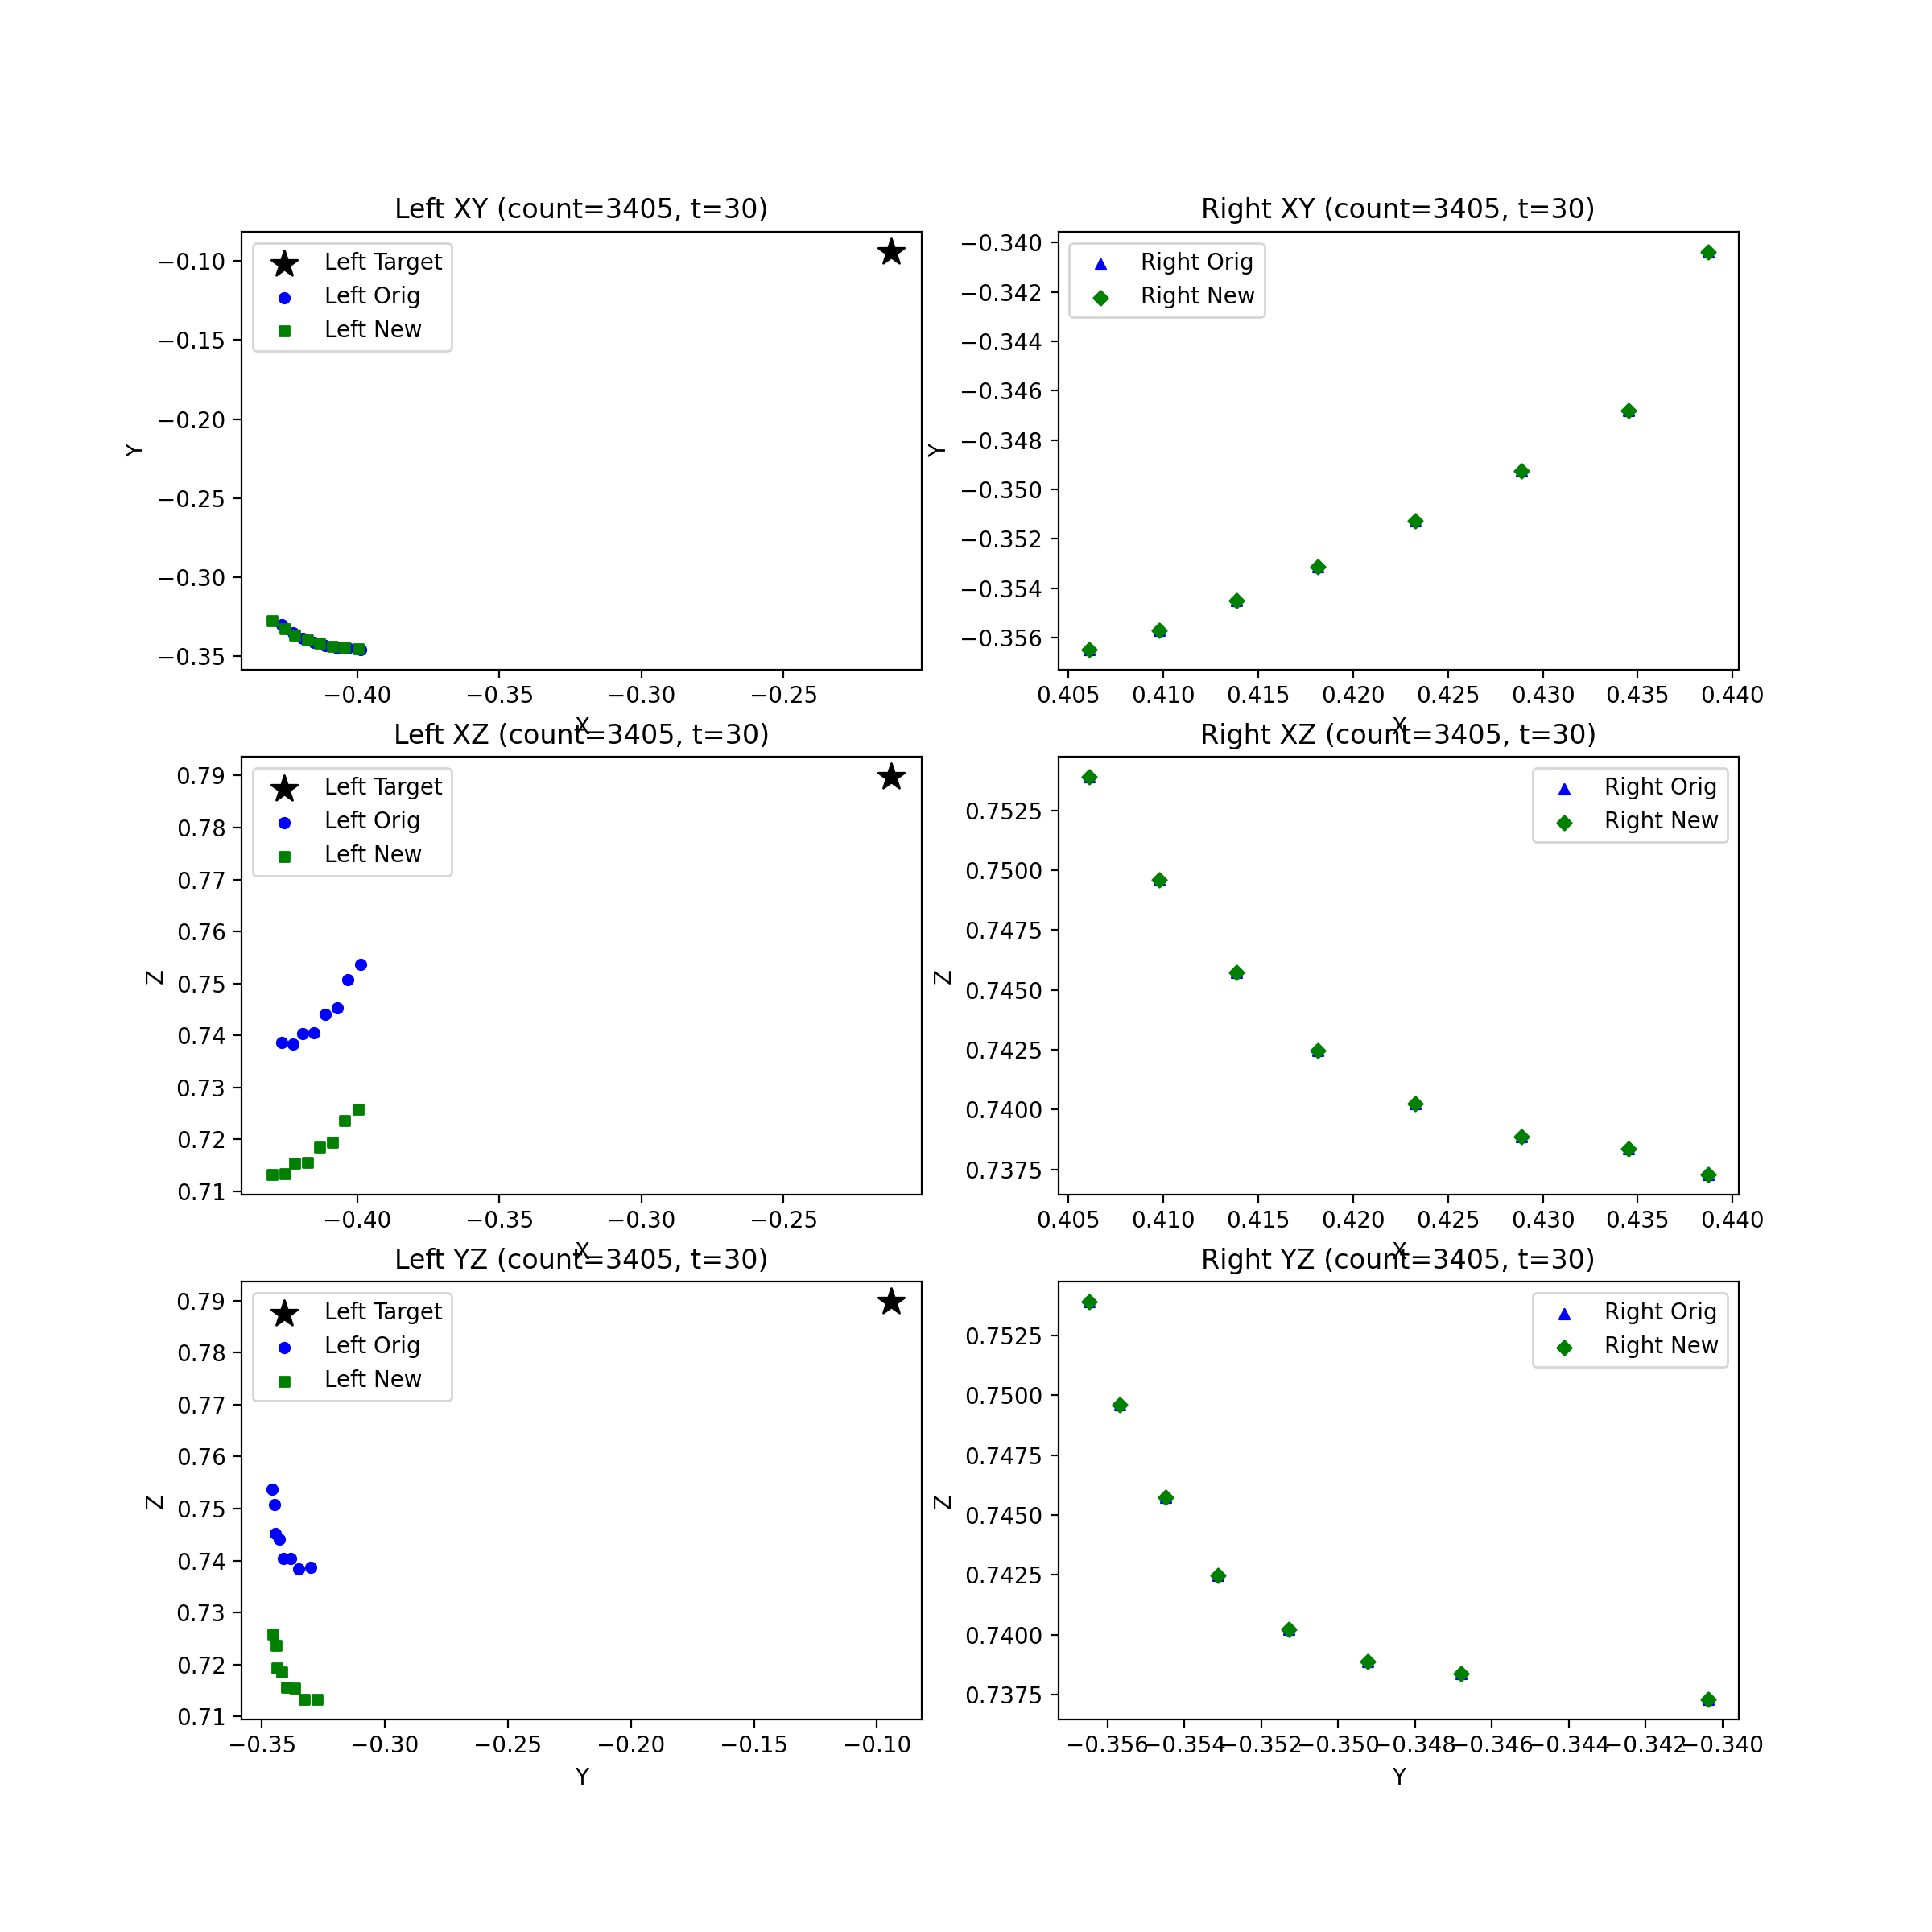 Left XY (count=3405, t=30)
Left Target
Left Orig
Left New
−0.10
−0.15
−0.20
−0.25
−0.30
−0.35
Y
−0.40
−0.35
−0.30
−0.25
X
Right XY (count=3405, t=30)
Right Orig
Right New
−0.340
−0.342
−0.344
−0.346
−0.348
−0.350
−0.352
−0.354
−0.356
Y
0.405
0.410
0.415
0.420
0.425
0.430
0.435
0.440
X
Left XZ (count=3405, t=30)
Left Target
Left Orig
Left New
0.79
0.78
0.77
0.76
0.75
0.74
0.73
0.72
0.71
Z
−0.40
−0.35
−0.30
−0.25
X
Right XZ (count=3405, t=30)
Right Orig
Right New
0.7525
0.7500
0.7475
0.7450
0.7425
0.7400
0.7375
Z
0.405
0.410
0.415
0.420
0.425
0.430
0.435
0.440
X
Left YZ (count=3405, t=30)
Left Target
Left Orig
Left New
0.79
0.78
0.77
0.76
0.75
0.74
0.73
0.72
0.71
Z
−0.35
−0.30
−0.25
−0.20
−0.15
−0.10
Y
Right YZ (count=3405, t=30)
Right Orig
Right New
0.7525
0.7500
0.7475
0.7450
0.7425
0.7400
0.7375
Z
−0.356
−0.354
−0.352
−0.350
−0.348
−0.346
−0.344
−0.342
−0.340
Y